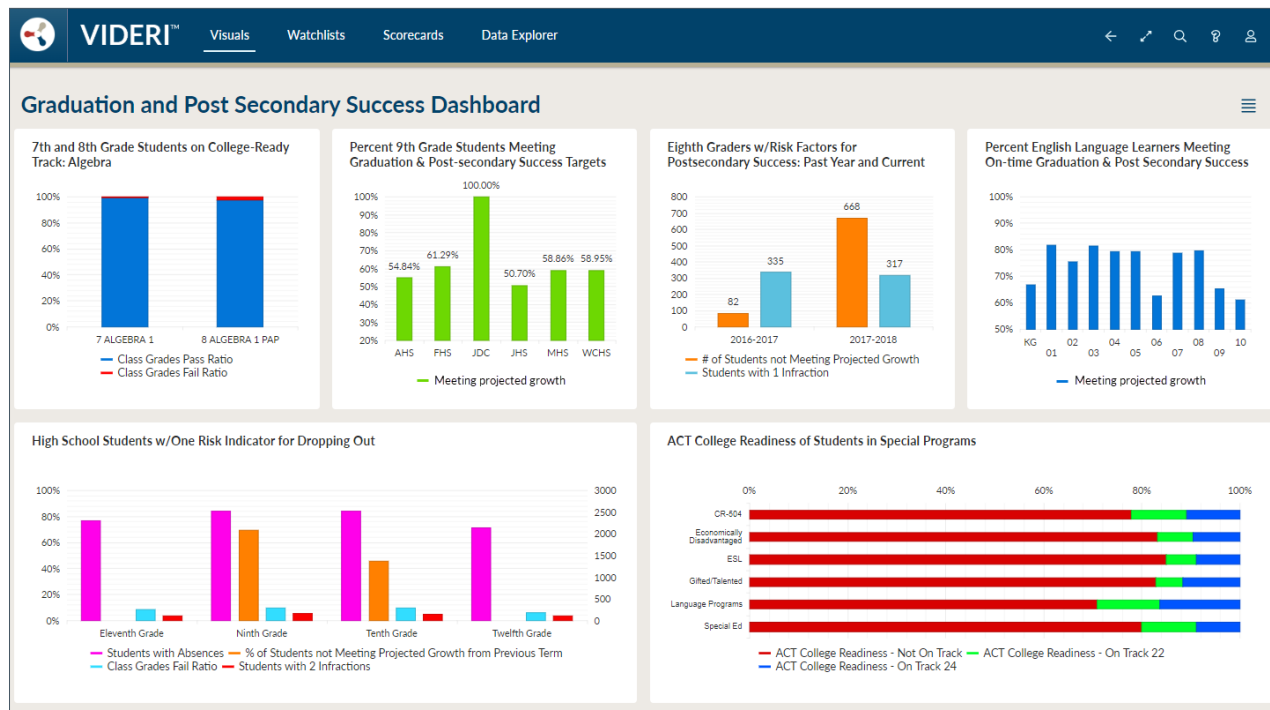 VIDERI™ Visuals Watchlists Scorecards Data Explorer
Graduation and Post Secondary Success Dashboard
7th and 8th Grade Students on College-Ready
Track: Algebra
100%
80%
60%
40%
20%
0%
7 ALGEBRA 1 8 ALGEBRA 1 PAP
Class Grades Pass Ratio
Class Grades Fail Ratio
Percent 9th Grade Students Meeting
Graduation & Post-secondary Success Targets
100%
90%
80%
70%
60%
50%
40%
30%
20%
54.84% 61.29% 100.00% 50.70% 58.86% 58.95%
AHS FHS JDC JHS MHS WCHS
Meeting projected growth
Eighth Graders w/Risk Factors for
Postsecondary Success: Past Year and Current
800
700
600
500
400
300
200
100
0
82 335 668 317
2016-2017 2017-2018
# of Students not Meeting Projected Growth
Students with 1 Infraction
Percent English Language Learners Meeting
On-time Graduation & Post Secondary Success
100%
90%
80%
70%
60%
50%
KG 01 02 03 04 05 06 07 08 09 10
Meeting projected growth
High School Students w/One Risk Indicator for Dropping Out
100% 3000
80% 2500
60% 2000
40% 1500
20% 1000
0% 500
0
Eleventh Grade Ninth Grade Tenth Grade Twelfth Grade
Students with Absences % of Students not Meeting Projected Growth from Previous Term
Class Grades Fail Ratio Students with 2 Infractions
ACT College Readiness of Students in Special Programs
0% 20% 40% 60% 80% 100%
CR-504
Economically
Disadvantaged
ESL
Gifted/Talented
Language Programs
Special Ed
ACT College Readiness - Not On Track ACT College Readiness - On Track 22
ACT College Readiness - On Track 24